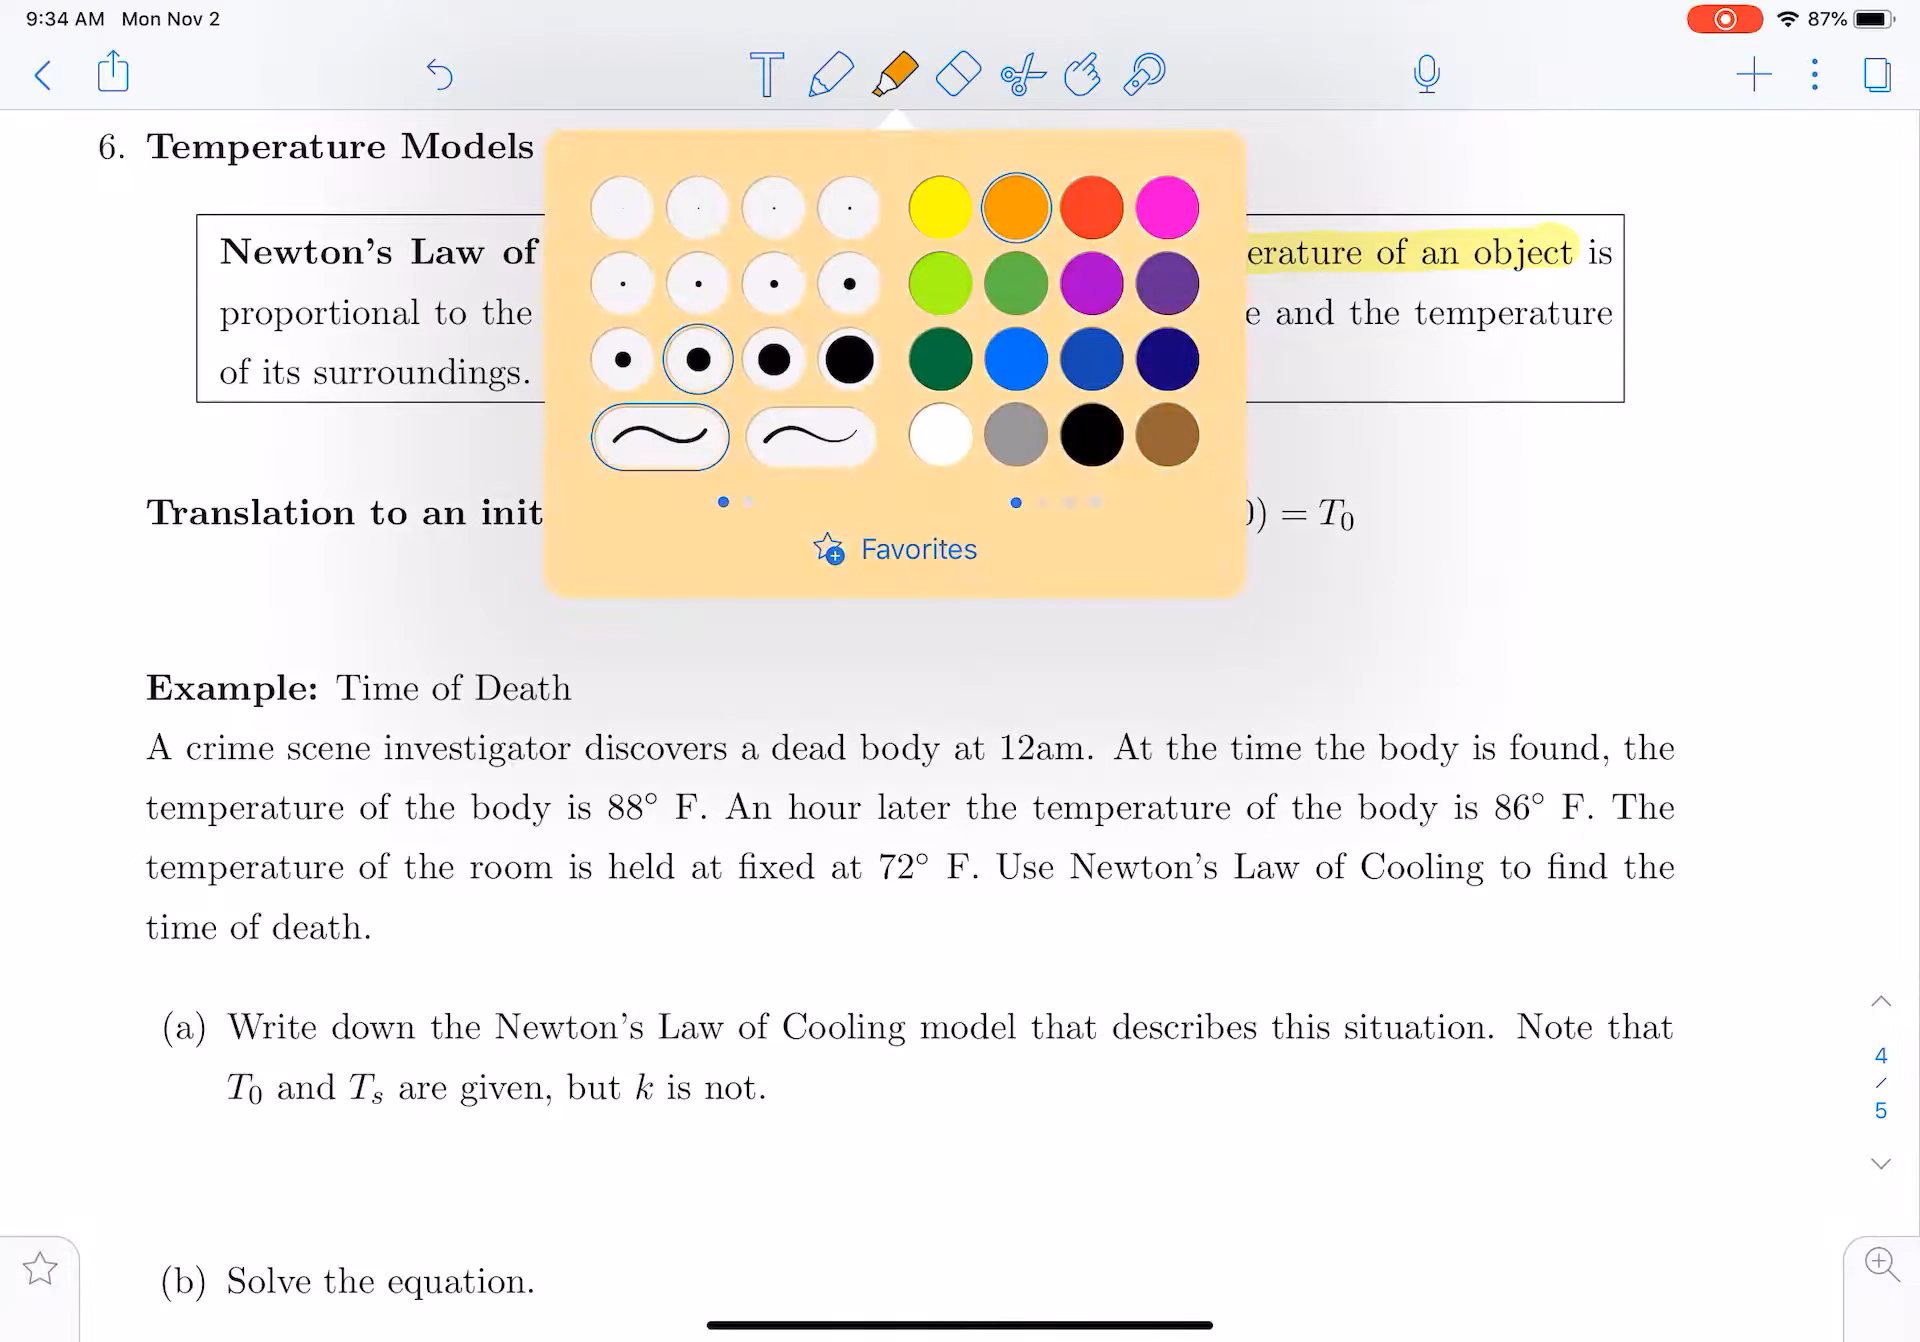 9:34 AM Mon Nov 2
87%
T
6. Temperature Models
Newton's Law of erature of an object is
proportional to the e and the temperature
of its surroundings.
Translation to an init ) = T₀
Favorites
Example: Time of Death
A crime scene investigator discovers a dead body at 12am. At the time the body is found, the
temperature of the body is 88° F. An hour later the temperature of the body is 86° F. The
temperature of the room is held at fixed at 72° F. Use Newton's Law of Cooling to find the
time of death.
(a) Write down the Newton's Law of Cooling model that describes this situation. Note that
T₀ and Tₛ are given, but k is not.
4
/
5
(b) Solve the equation.